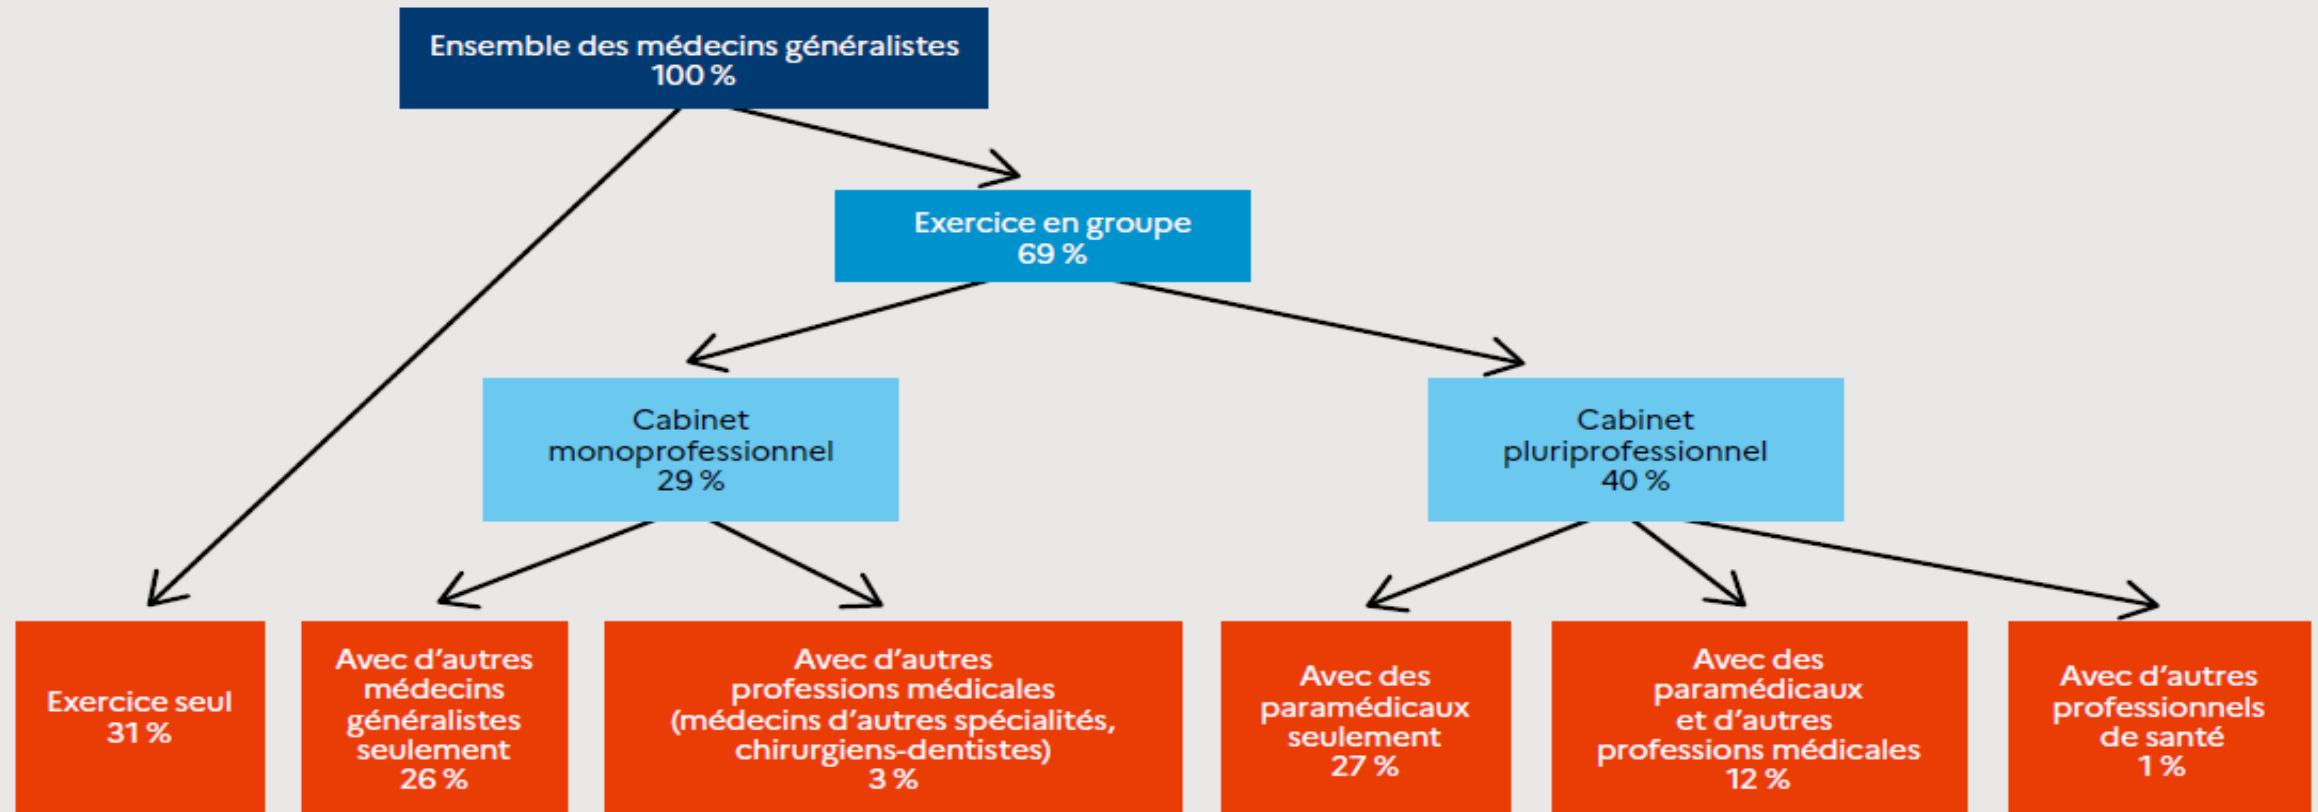 Ensemble des médecins généralistes
100 %
Exercice en groupe
69 %
Cabinet
monoprofessionnel
29 %
Cabinet
pluriprofessionnel
40 %
Exercice seul
31 %
Avec d’autres
médecins
généralistes
seulement
26 %
Avec d’autres
professions médicales
(médecins d’autres spécialités,
chirurgiens-dentistes)
3 %
Avec des
paramédicaux
seulement
27 %
Avec des
paramédicaux
et d’autres
professions médicales
12 %
Avec d’autres
professionnels
de santé
1 %